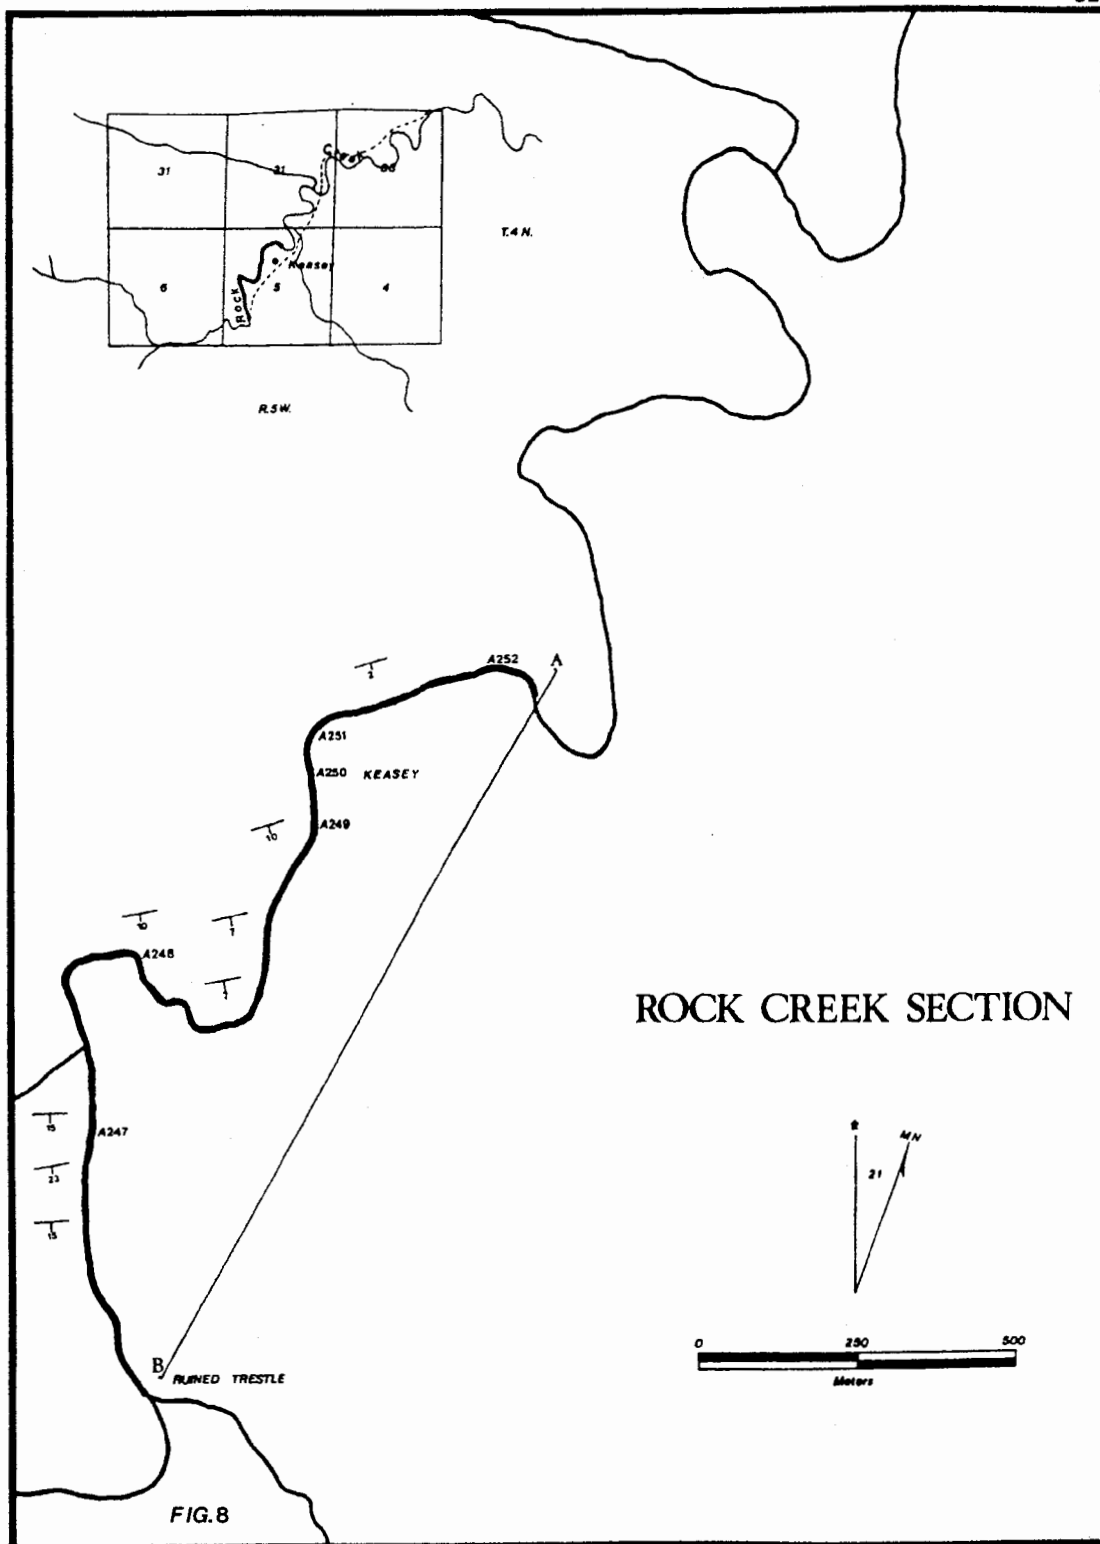 Creek
31
31
T.4 N.
Keasey
6
ROCK
5
4
R.5W.
A252
A
2
A251
A250 KEASEY
A249
10
10
7
A248
7
ROCK CREEK SECTION
15
A247
MN
21
23
15
0 250 500
Meters
B
RUINED TRESTLE
FIG.8